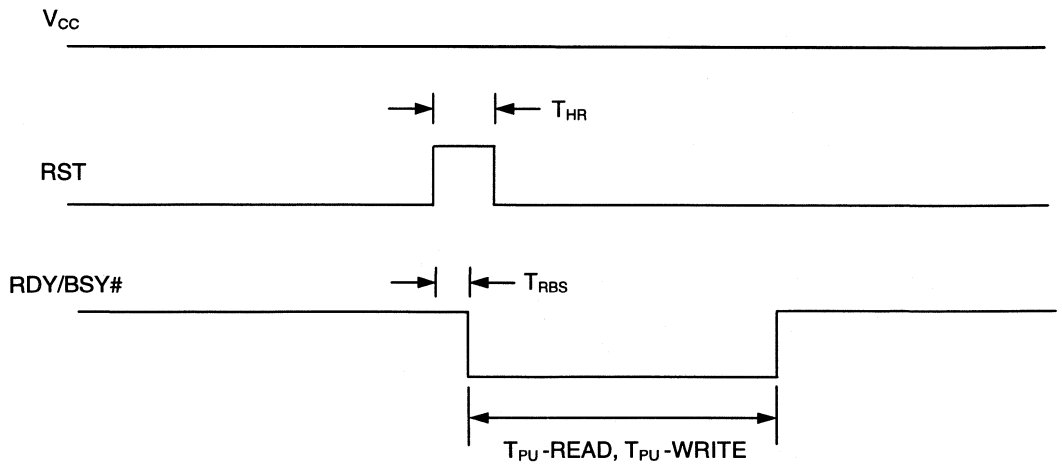 VCC
THR
RST
RDY/BSY#
TRBS
TPU -READ, TPU -WRITE